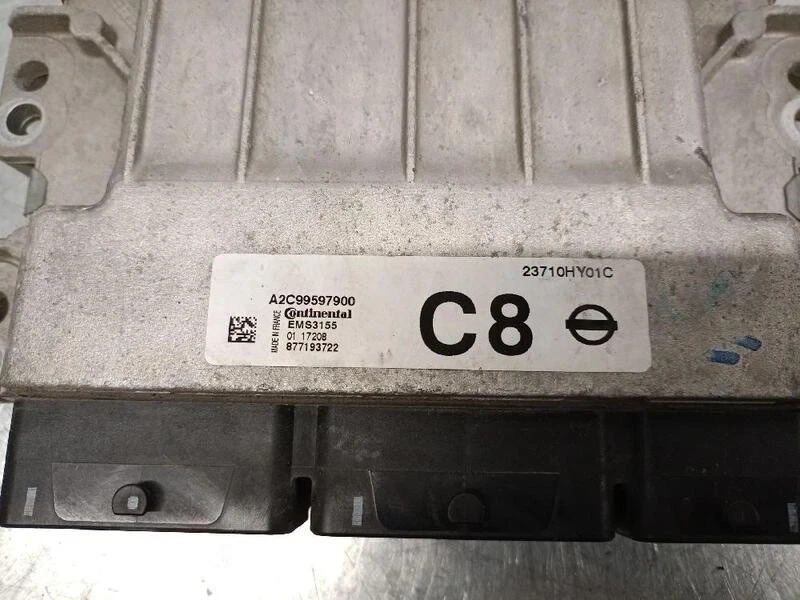 23710HY01C
A2C99597900
Continental
EMS3155
01 17208
877193722
MADE IN FRANCE
C8